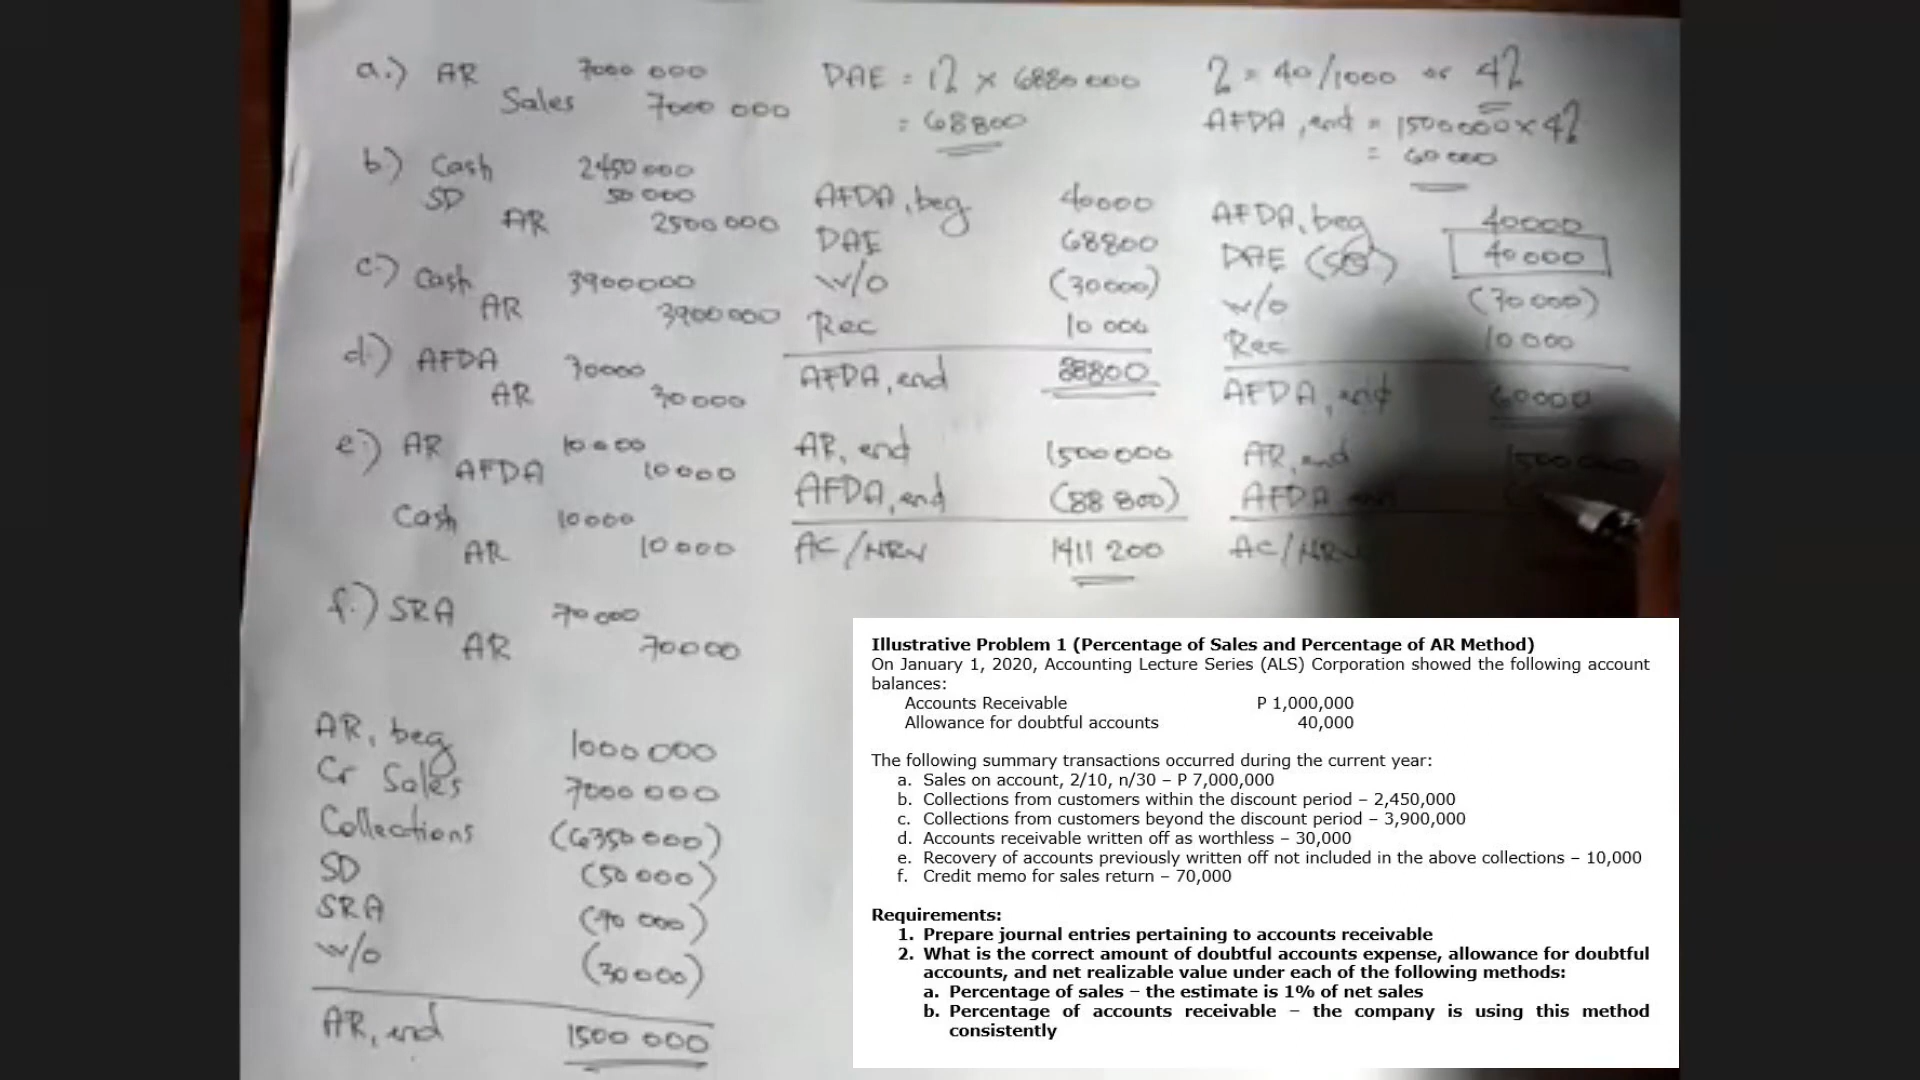 a.) AR 7000 000
Sales 7000 000
b.) Cash 2450 000
SD 50 000
AR 2500 000
c.) Cash 3900000
AR 3900 000
d.) AFDA 30000
AR 30 000
e.) AR 10 000
AFDA 10000
Cash 10000
AR 10000
f.) SRA 70 000
AR 70000
AR, beg 1000 000
Cr Sales 7000 000
Collections (6350 000)
SD (50 000)
SRA (70 000)
w/o (30 000)
AR, end 1500 000
DAE = 1% x 6880 000
= 68 800
AFDA, beg 40000
DAE 68800
w/o (30000)
Rec 10 000
AFDA, end 88800
AR, end 1500 000
AFDA, end (88 800)
AC/NRV 1411 200
% = 40/1000 or 4%
AFDA, end = 1500000 x 4%
= 60 000
AFDA, beg 40000
DAE (SQ) 40 000
w/o (30 000)
Rec 10 000
AFDA, end 60000
AR, end 1500 000
AFDA, end
AC/NRV
Illustrative Problem 1 (Percentage of Sales and Percentage of AR Method)
On January 1, 2020, Accounting Lecture Series (ALS) Corporation showed the following account
balances:
Accounts Receivable P 1,000,000
Allowance for doubtful accounts 40,000
The following summary transactions occurred during the current year:
a. Sales on account, 2/10, n/30 – P 7,000,000
b. Collections from customers within the discount period – 2,450,000
c. Collections from customers beyond the discount period – 3,900,000
d. Accounts receivable written off as worthless – 30,000
e. Recovery of accounts previously written off not included in the above collections – 10,000
f. Credit memo for sales return – 70,000
Requirements:
1. Prepare journal entries pertaining to accounts receivable
2. What is the correct amount of doubtful accounts expense, allowance for doubtful
accounts, and net realizable value under each of the following methods:
a. Percentage of sales – the estimate is 1% of net sales
b. Percentage of accounts receivable – the company is using this method
consistently